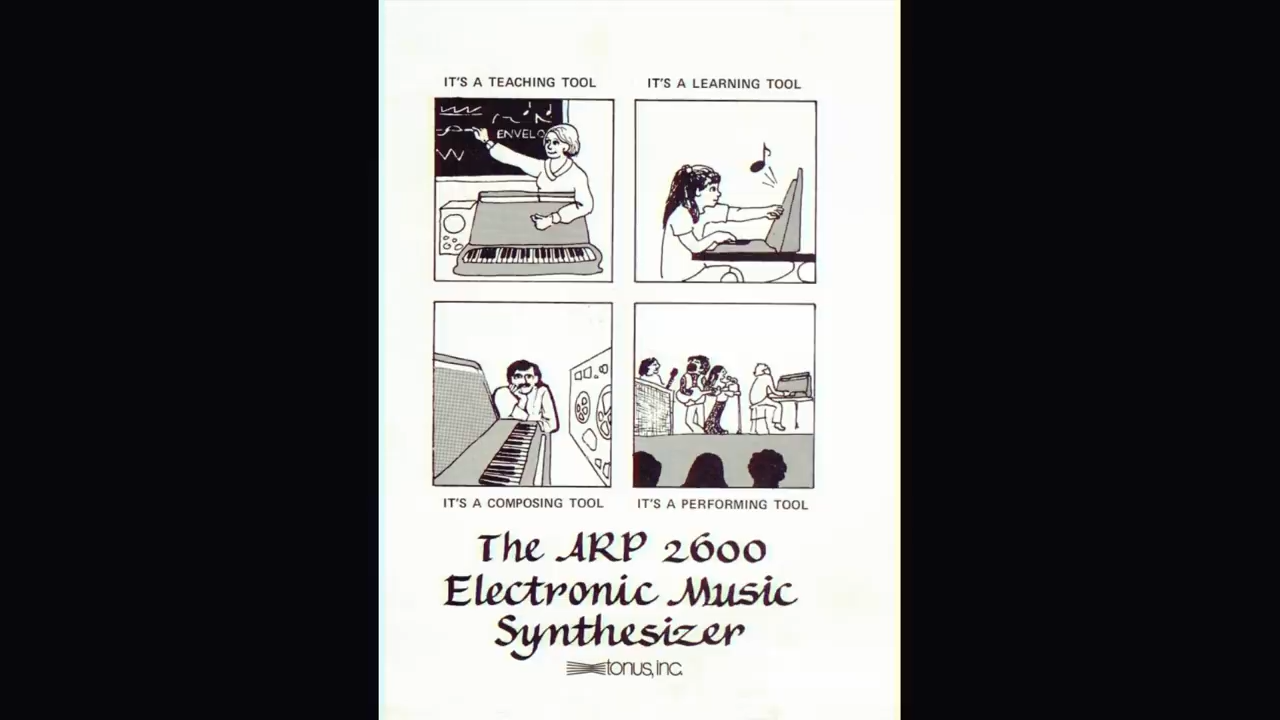 IT'S A TEACHING TOOL
IT'S A LEARNING TOOL
ENVELO
IT'S A COMPOSING TOOL
IT'S A PERFORMING TOOL
The ARP 2600
Electronic Music
Synthesizer
tonus, inc.